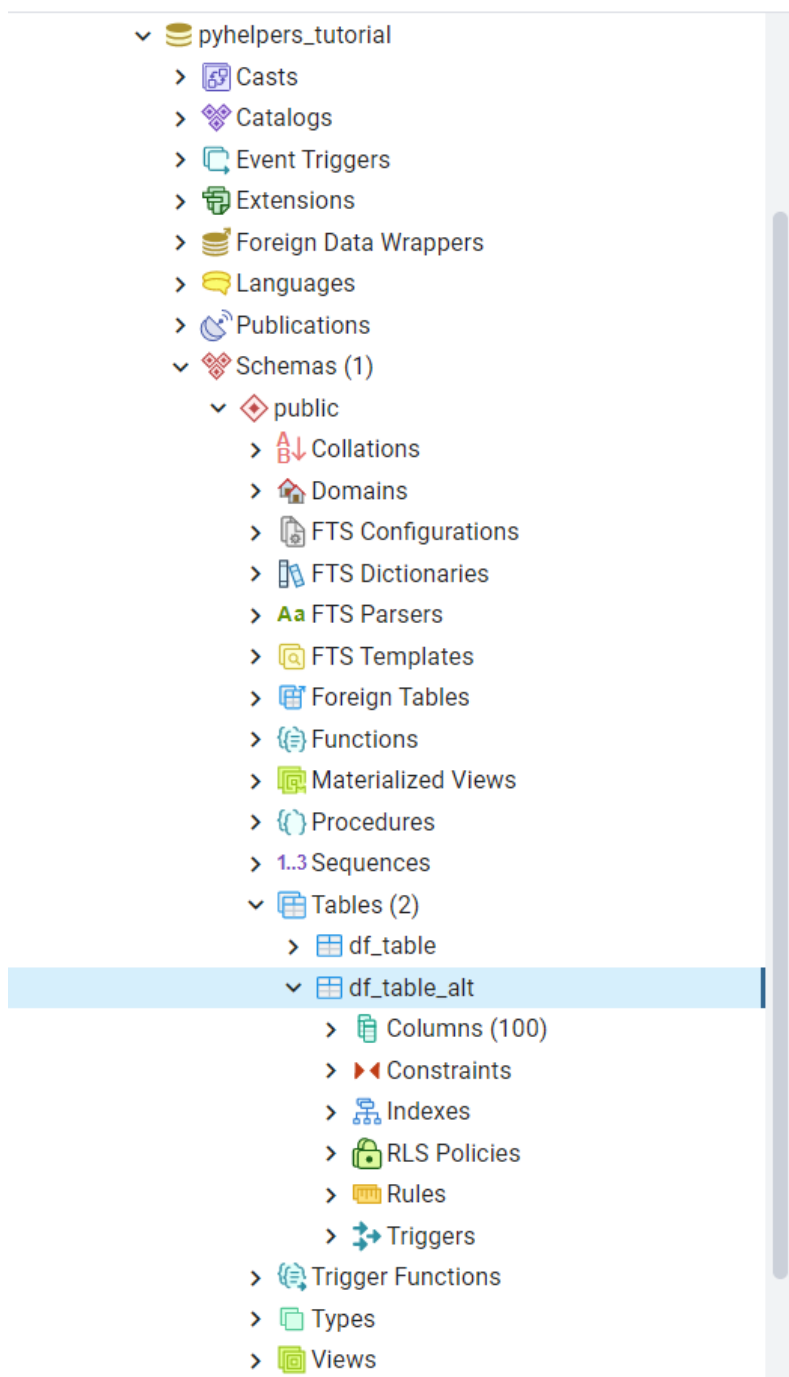 pyhelpers_tutorial
Casts
Catalogs
Event Triggers
Extensions
Foreign Data Wrappers
Languages
Publications
Schemas (1)
public
Collations
Domains
FTS Configurations
FTS Dictionaries
Aa FTS Parsers
FTS Templates
Foreign Tables
Functions
Materialized Views
Procedures
1..3 Sequences
Tables (2)
df_table
df_table_alt
Columns (100)
Constraints
Indexes
RLS Policies
Rules
Triggers
Trigger Functions
Types
Views